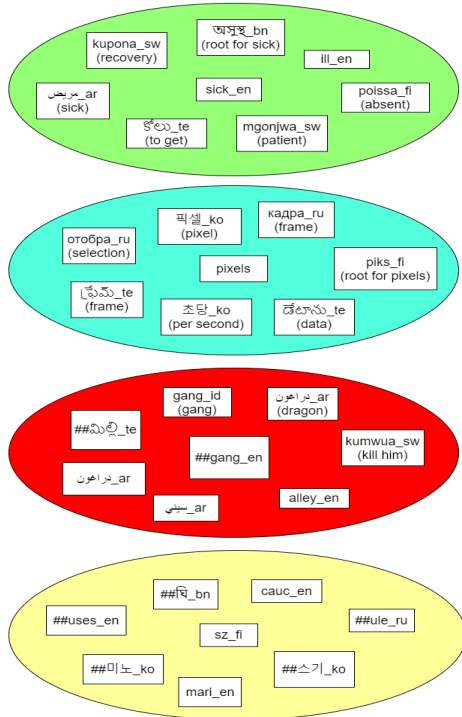 kupona_sw
(recovery)
অসুস্থ_bn
(root for sick)
ill_en
مريض_ar
(sick)
sick_en
poissa_fi
(absent)
కోలు_te
(to get)
mgonjwa_sw
(patient)
픽셀_ko
(pixel)
кадра_ru
(frame)
отобра_ru
(selection)
pixels
piks_fi
(root for pixels)
ఫ్రేమ్_te
(frame)
초당_ko
(per second)
డేటాను_te
(data)
gang_id
(gang)
دراغون_ar
(dragon)
##మిల్లి_te
##gang_en
kumwua_sw
(kill him)
دراغون_ar
سيني_ar
alley_en
##ঘি_bn
cauc_en
##uses_en
##ule_ru
sz_fi
##미노_ko
##스기_ko
mari_en